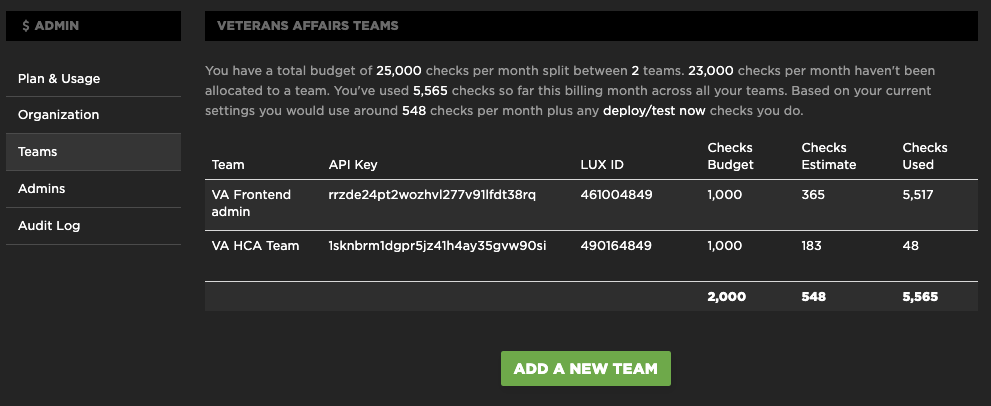 $ ADMIN
VETERANS AFFAIRS TEAMS
Plan & Usage
Organization
Teams
Admins
Audit Log
You have a total budget of 25,000 checks per month split between 2 teams. 23,000 checks per month haven't been
allocated to a team. You've used 5,565 checks so far this billing month across all your teams. Based on your current
settings you would use around 548 checks per month plus any deploy/test now checks you do.
Team API Key LUX ID Checks Budget Checks Estimate Checks Used
VA Frontend admin rrzde24pt2wozhvl277v91lfdt38rq 461004849 1,000 365 5,517
VA HCA Team 1sknbrm1dgpr5jz41h4ay35gvw90si 490164849 1,000 183 48
2,000 548 5,565
ADD A NEW TEAM